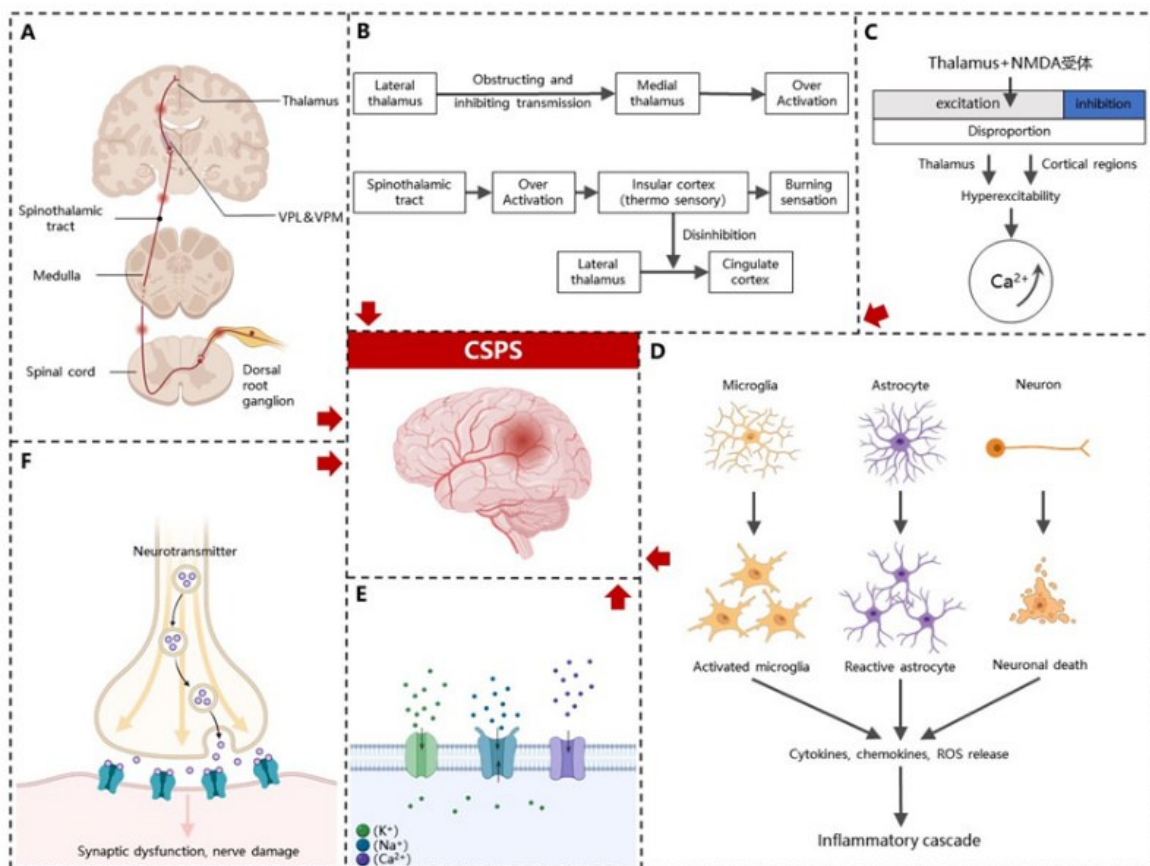 A
Thalamus
Spinothalamic
tract
VPL&VPM
Medulla
Spinal cord
Dorsal
root
ganglion
B
Lateral
thalamus
Obstructing and
inhibiting transmission
Medial
thalamus
Over
Activation
Spinothalamic
tract
Over
Activation
Insular cortex
(thermo sensory)
Burning
sensation
Disinhibition
Lateral
thalamus
Cingulate
cortex
C
Thalamus+NMDA受体
excitation
inhibition
Disproportion
Thalamus
Cortical regions
Hyperexcitability
Ca²⁺
CSPS
D
Microglia
Astrocyte
Neuron
Activated microglia
Reactive astrocyte
Neuronal death
Cytokines, chemokines, ROS release
Inflammatory cascade
F
Neurotransmitter
Synaptic dysfunction, nerve damage
E
(K⁺)
(Na⁺)
(Ca²⁺)